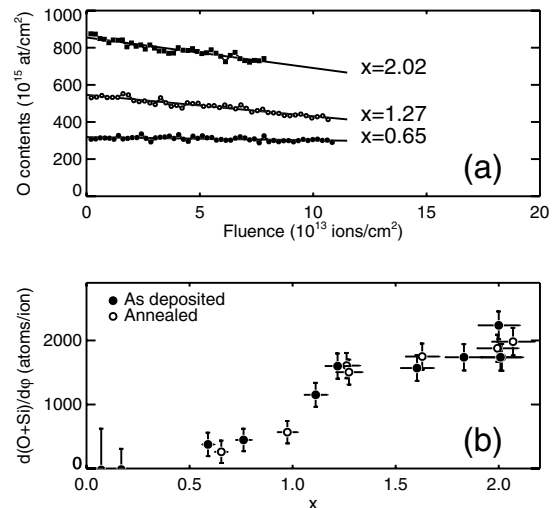 (a)
1000
800
600
400
200
0
O contents (10¹⁵ at/cm²)
x=2.02
x=1.27
x=0.65
0 5 10 15 20
Fluence (10¹³ ions/cm²)
(b)
As deposited
Annealed
2000
1000
0
d(O+Si)/dφ (atoms/ion)
0.0 0.5 1.0 1.5 2.0
x